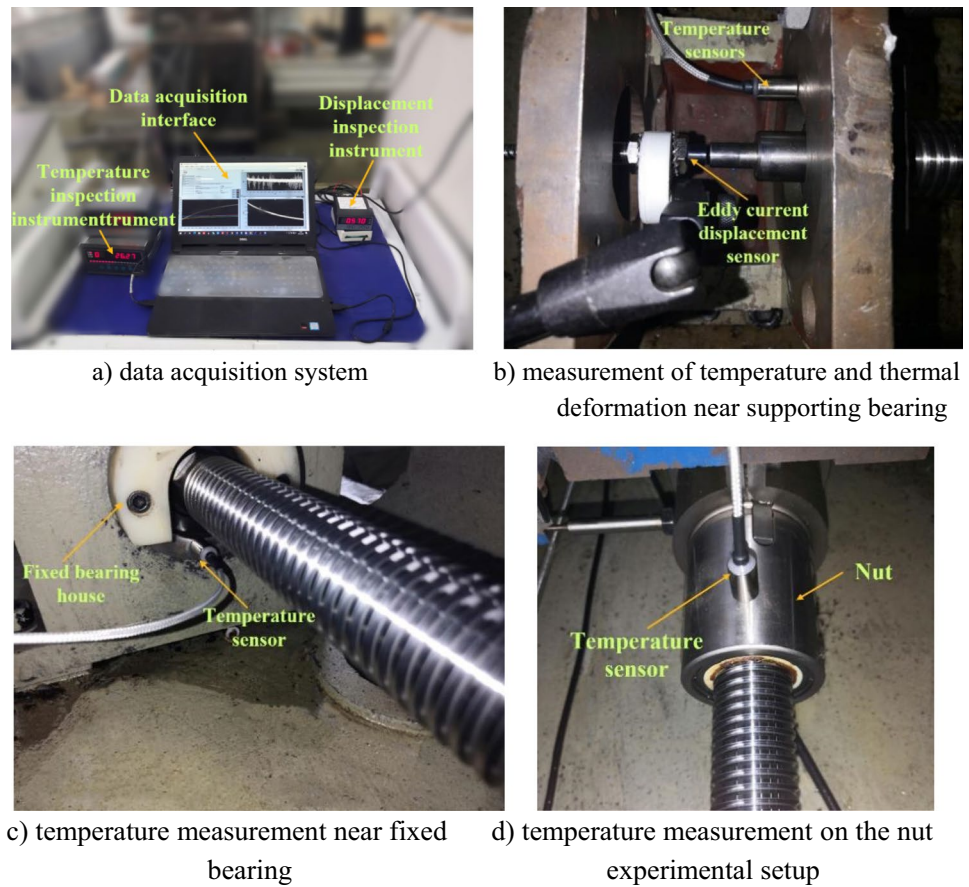 Data acquisition
interface
Displacement
inspection
instrument
Temperature
inspection
instrumenttrument
a) data acquisition system
Temperature
sensors
Eddy current
displacement
sensor
b) measurement of temperature and thermal
deformation near supporting bearing
Fixed bearing
house
Temperature
sensor
c) temperature measurement near fixed
bearing
Nut
Temperature
sensor
d) temperature measurement on the nut
experimental setup